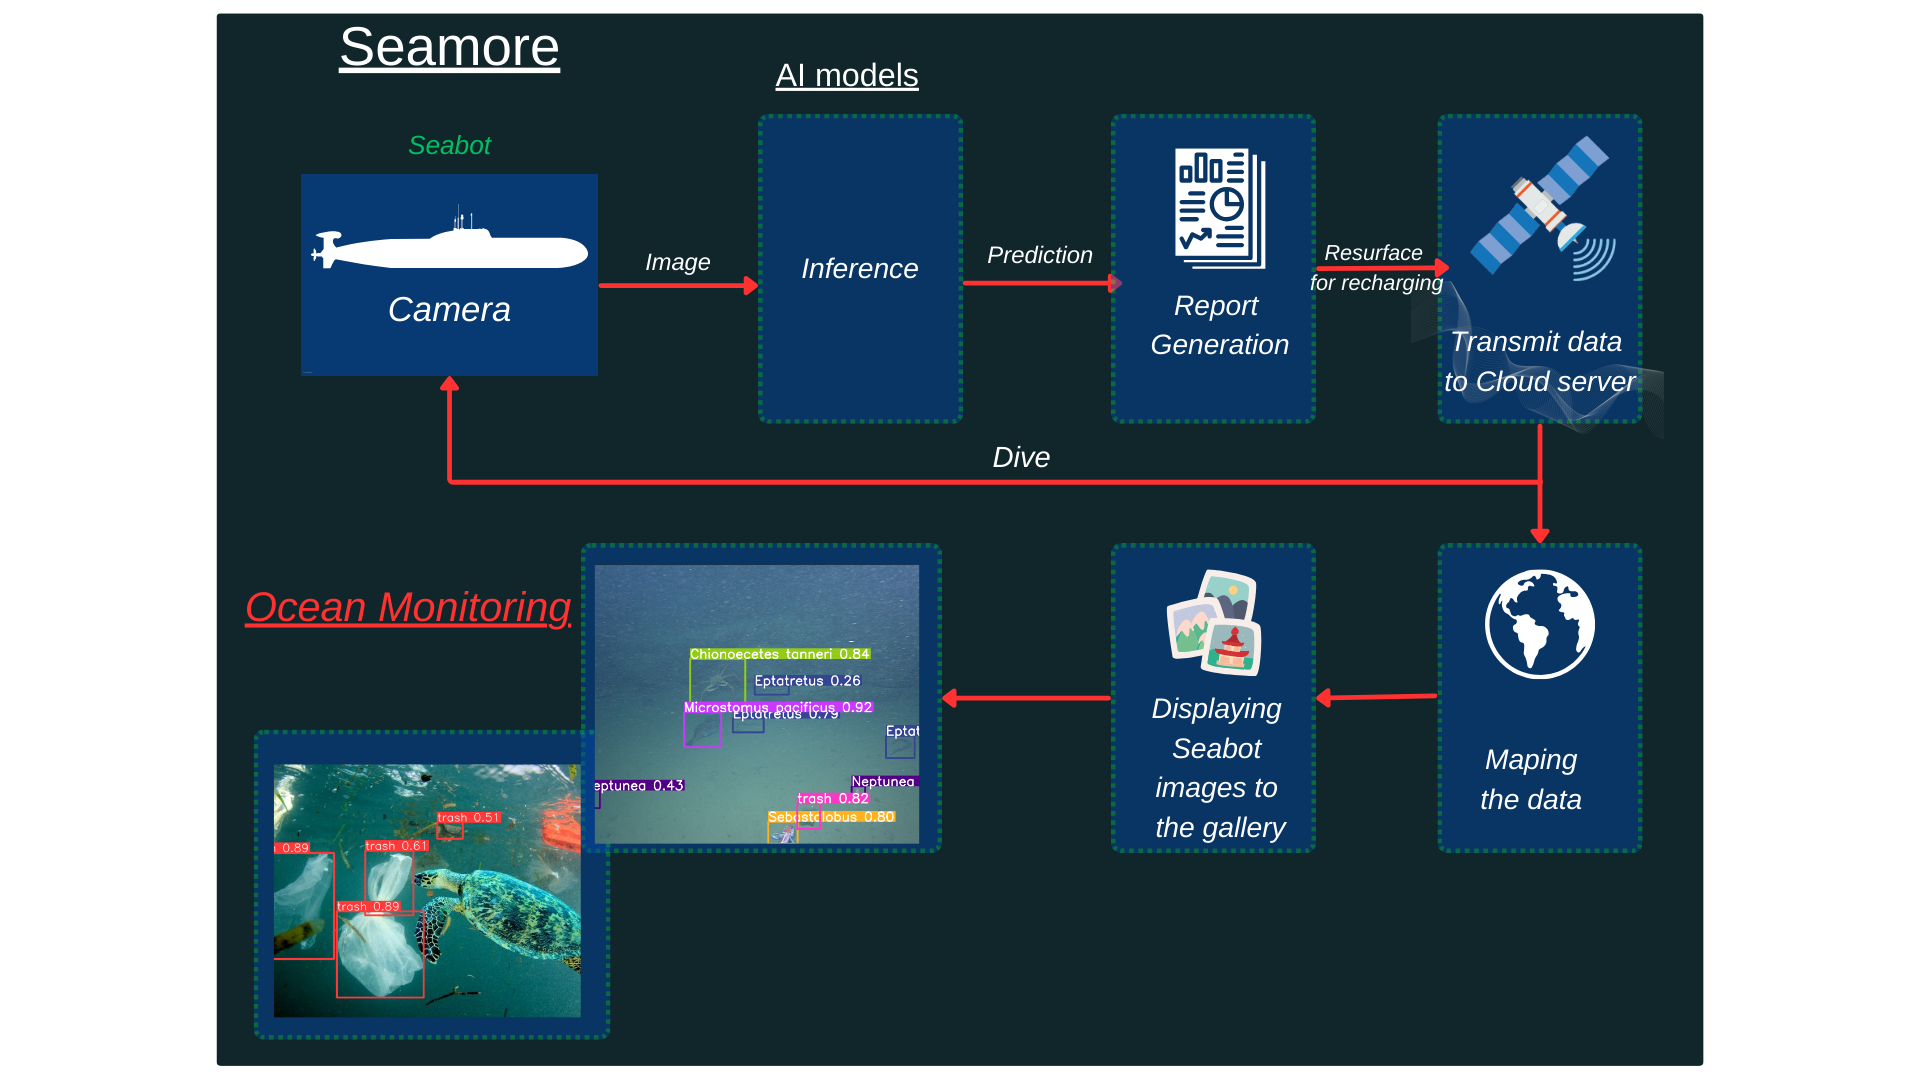 Seamore
AI models
Seabot
Camera
Image
Inference
Prediction
Report
Generation
Resurface
for recharging
Transmit data
to Cloud server
Dive
Ocean Monitoring
Chionoecetes tanneri 0.84
Eptatretus 0.26
Microstomus pacificus 0.92
Eptatretus 0.79
Eptat
eptunea 0.43
Neptunea
trash 0.82
Sebastolobus 0.80
Displaying
Seabot
images to
the gallery
Maping
the data
trash 0.51
trash 0.61
h 0.89
trash 0.89